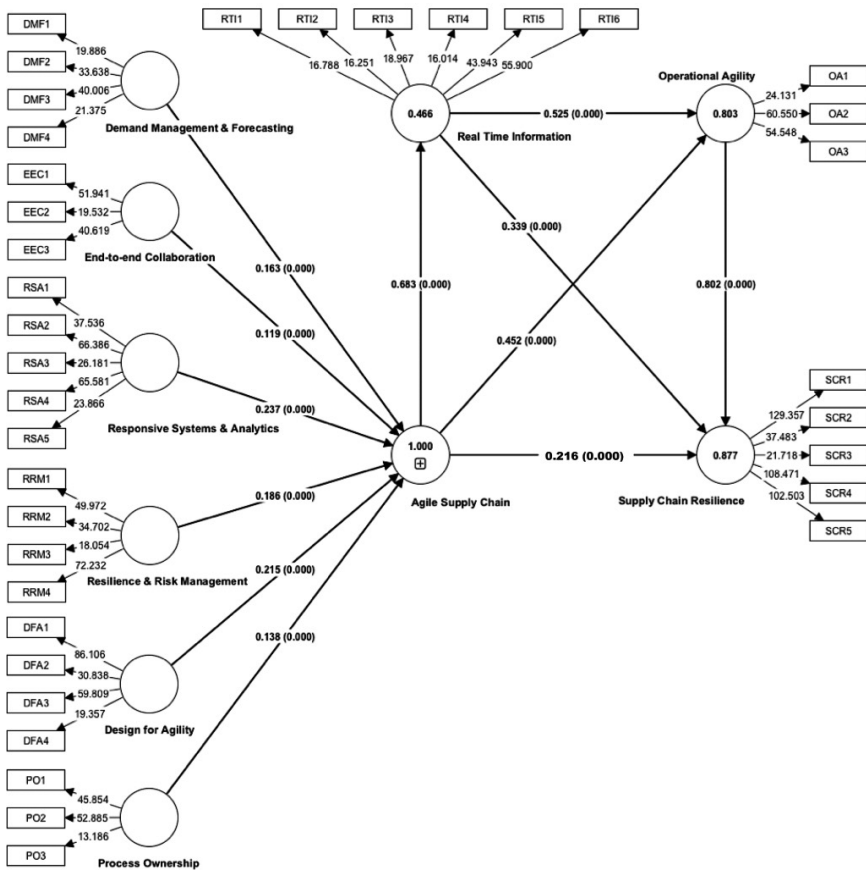 RTI1 RTI2 RTI3 RTI4 RTI5 RTI6
16.788 16.251 18.967 16.014 43.943 55.900
0.466
Real Time Information
DMF1
DMF2
DMF3
DMF4
19.886
33.638
40.006
21.375
Demand Management & Forecasting
EEC1
EEC2
EEC3
51.941
19.532
40.619
End-to-end Collaboration
RSA1
RSA2
RSA3
RSA4
RSA5
37.536
66.386
26.181
65.581
23.866
Responsive Systems & Analytics
RRM1
RRM2
RRM3
RRM4
49.972
34.702
18.054
72.232
Resilience & Risk Management
DFA1
DFA2
DFA3
DFA4
86.106
30.838
59.809
19.357
Design for Agility
PO1
PO2
PO3
45.854
52.885
13.186
Process Ownership
0.163 (0.000)
0.119 (0.000)
0.237 (0.000)
0.186 (0.000)
0.215 (0.000)
0.138 (0.000)
1.000
Agile Supply Chain
0.683 (0.000)
0.525 (0.000)
0.339 (0.000)
0.452 (0.000)
0.802 (0.000)
0.216 (0.000)
Operational Agility
0.803
24.131
60.550
54.548
OA1
OA2
OA3
0.877
Supply Chain Resilience
129.357
37.483
21.718
108.471
102.503
SCR1
SCR2
SCR3
SCR4
SCR5